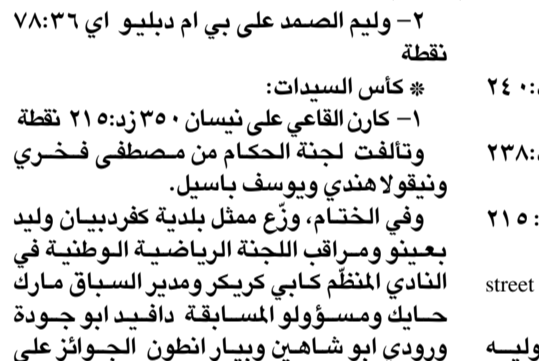 ٢- وليم الصمد على بي ام دبليو اي ٧٨:٣٦
نقطة
* كأس السيدات:
١- كارن القاعي على نيسان ٣٥٠ زد:٢١٥ نقطة
وتألفت لجنة الحكام من مصطفى فخري
ونيقولا هندي ويوسف باسيل.
وفي الختام، وزّع ممثل بلدية كفردبيان وليد
بعينو ومراقب اللجنة الرياضية الوطنية في
النادي المنظّم كابي كريكر ومدير السباق مارك
حايك ومسؤولو المسابقة دافيد ابو جودة
ورودي ابو شاهين وبيار انطون الجوائز على
:٢٤٠
:٢٣٨
:٢١٥
street
وليه